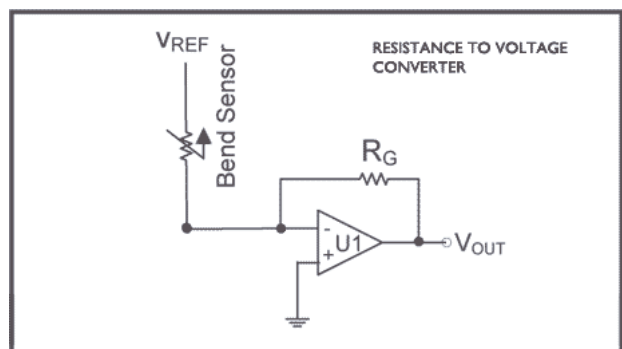 VREF
RESISTANCE TO VOLTAGE
CONVERTER
Bend Sensor
RG
-
U1
+
VOUT